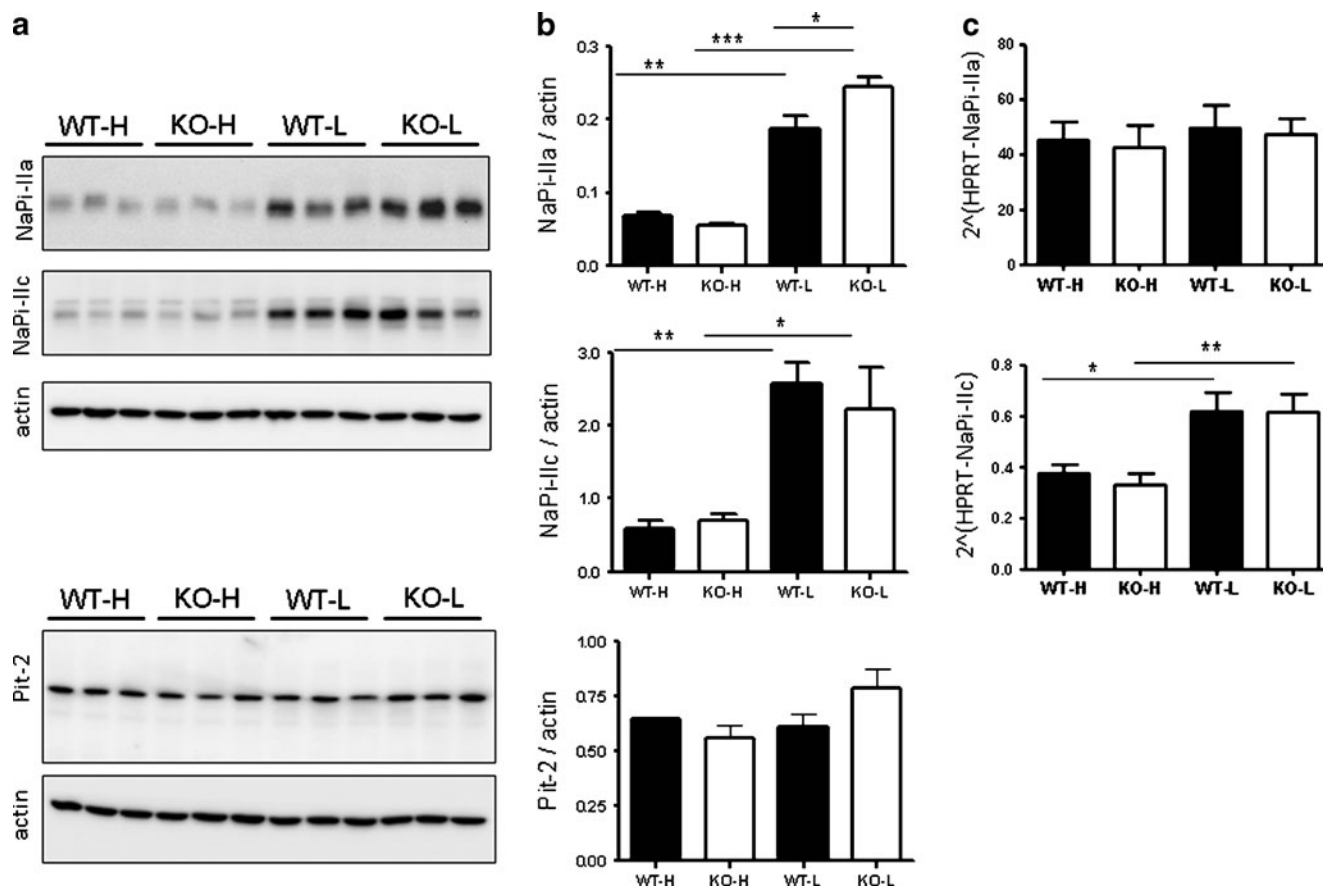 a
WT-H KO-H WT-L KO-L
NaPi-IIa
NaPi-IIc
actin
WT-H KO-H WT-L KO-L
Pit-2
actin
b
NaPi-IIa / actin
0.3
0.2
0.1
0.0
**
***
*
WT-H KO-H WT-L KO-L
NaPi-IIc / actin
3.0
2.0
1.0
0.0
**
*
WT-H KO-H WT-L KO-L
Pit-2 / actin
1.00
0.75
0.50
0.25
0.00
WT-H KO-H WT-L KO-L
c
2^(HPRT-NaPi-IIa)
80
60
40
20
0
WT-H KO-H WT-L KO-L
2^(HPRT-NaPi-IIc)
0.8
0.6
0.4
0.2
0.0
*
**
WT-H KO-H WT-L KO-L